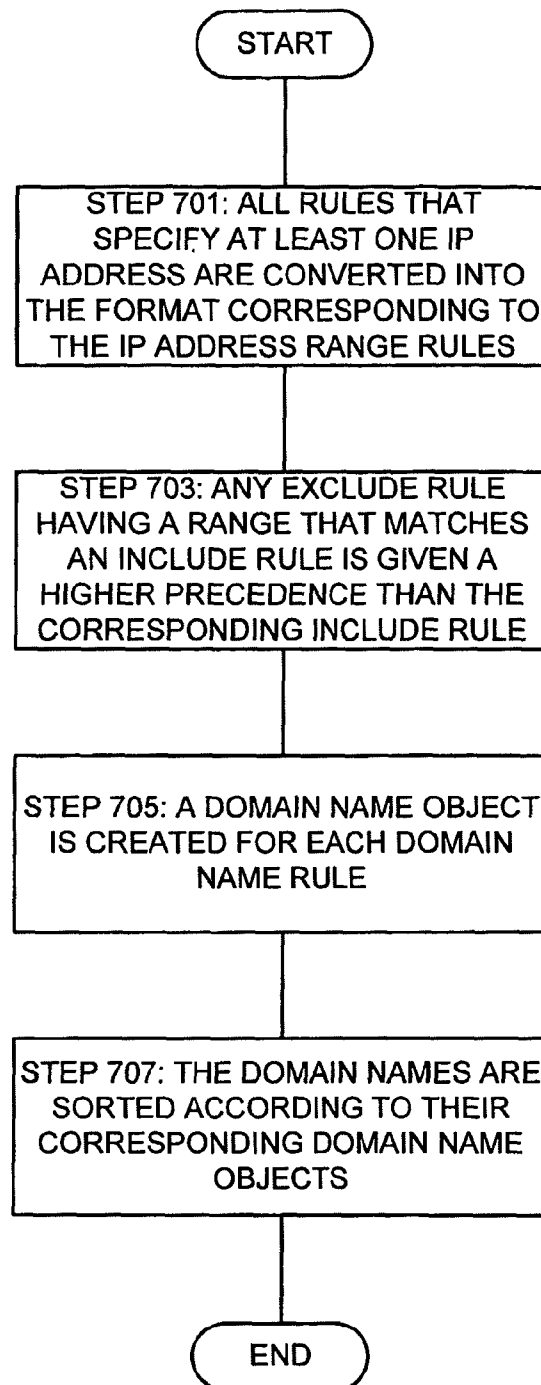 START
STEP 701: ALL RULES THAT
SPECIFY AT LEAST ONE IP
ADDRESS ARE CONVERTED INTO
THE FORMAT CORRESPONDING TO
THE IP ADDRESS RANGE RULES
STEP 703: ANY EXCLUDE RULE
HAVING A RANGE THAT MATCHES
AN INCLUDE RULE IS GIVEN A
HIGHER PRECEDENCE THAN THE
CORRESPONDING INCLUDE RULE
STEP 705: A DOMAIN NAME OBJECT
IS CREATED FOR EACH DOMAIN
NAME RULE
STEP 707: THE DOMAIN NAMES ARE
SORTED ACCORDING TO THEIR
CORRESPONDING DOMAIN NAME
OBJECTS
END